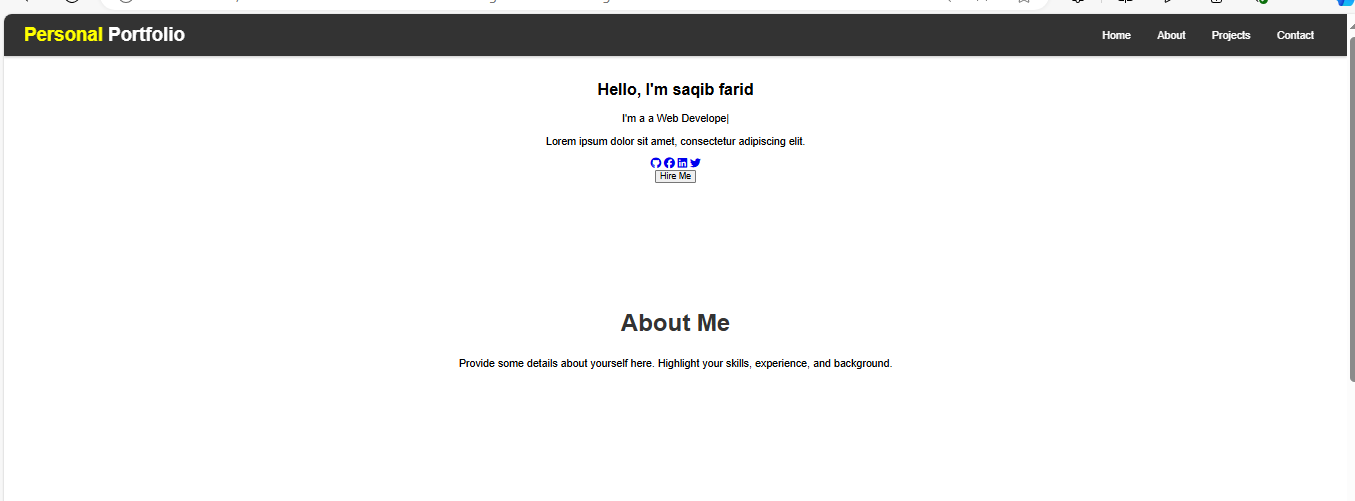 Personal Portfolio
Home About Projects Contact
Hello, I'm saqib farid
I'm a a Web Develope|
Lorem ipsum dolor sit amet, consectetur adipiscing elit.
Hire Me
About Me
Provide some details about yourself here. Highlight your skills, experience, and background.